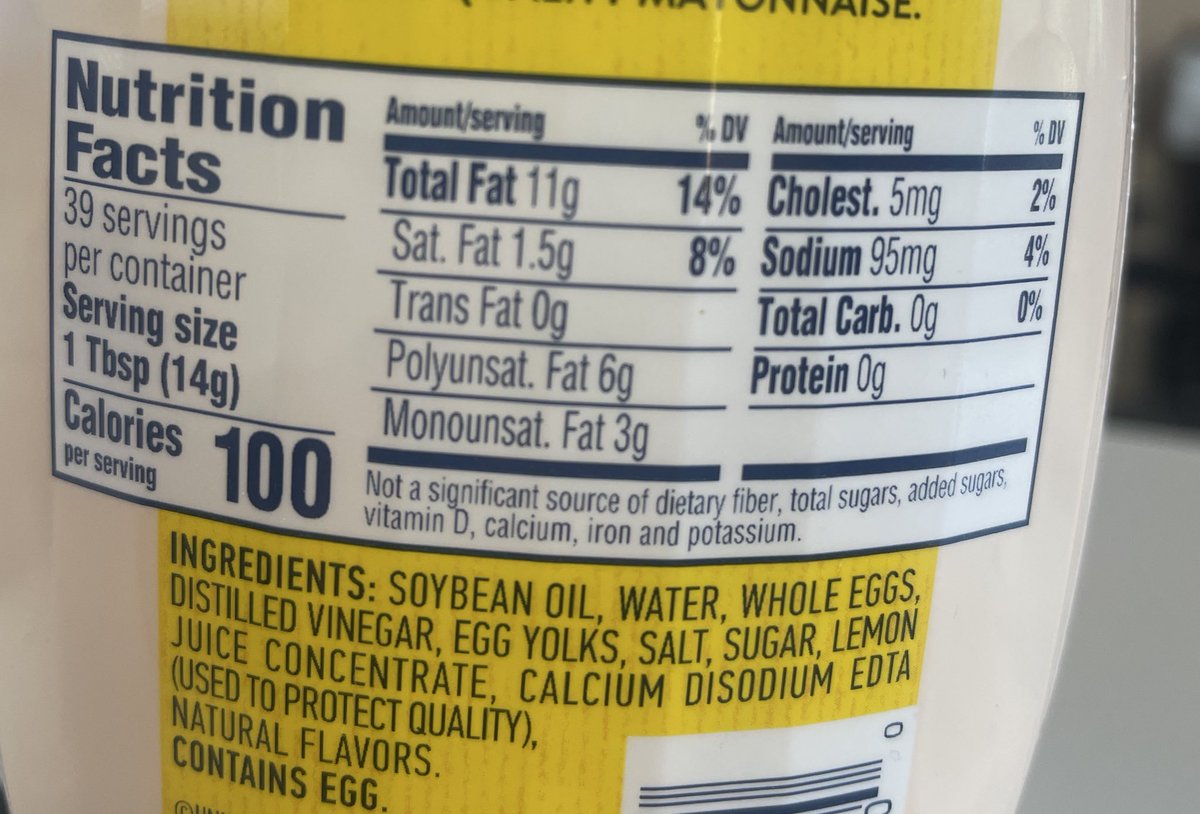 MAYONNAISE.
Nutrition
Facts
39 servings
per container
Serving size
1 Tbsp (14g)
Calories 100
per serving
Amount/serving % DV
Total Fat 11g 14%
Sat. Fat 1.5g 8%
Trans Fat 0g
Polyunsat. Fat 6g
Monounsat. Fat 3g
Amount/serving % DV
Cholest. 5mg 2%
Sodium 95mg 4%
Total Carb. 0g 0%
Protein 0g
Not a significant source of dietary fiber, total sugars, added sugars,
vitamin D, calcium, iron and potassium.
INGREDIENTS: SOYBEAN OIL, WATER, WHOLE EGGS,
DISTILLED VINEGAR, EGG YOLKS, SALT, SUGAR, LEMON
JUICE CONCENTRATE, CALCIUM DISODIUM EDTA
(USED TO PROTECT QUALITY),
NATURAL FLAVORS.
CONTAINS EGG.
0